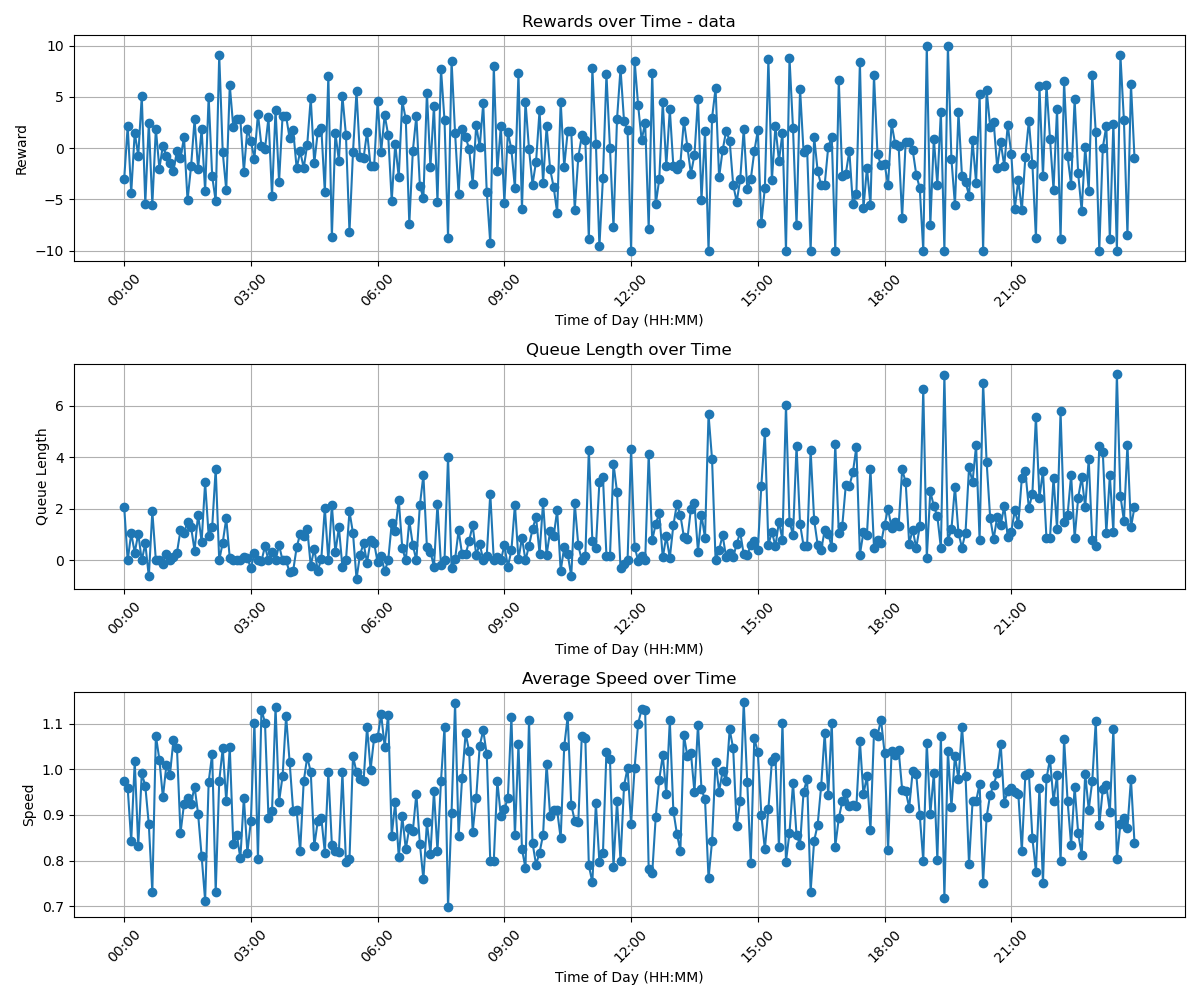 Rewards over Time - data
10
5
0
−5
−10
Reward
00:00 03:00 06:00 09:00 12:00 15:00 18:00 21:00
Time of Day (HH:MM)
Queue Length over Time
6
4
2
0
Queue Length
00:00 03:00 06:00 09:00 12:00 15:00 18:00 21:00
Time of Day (HH:MM)
Average Speed over Time
1.1
1.0
0.9
0.8
0.7
Speed
00:00 03:00 06:00 09:00 12:00 15:00 18:00 21:00
Time of Day (HH:MM)